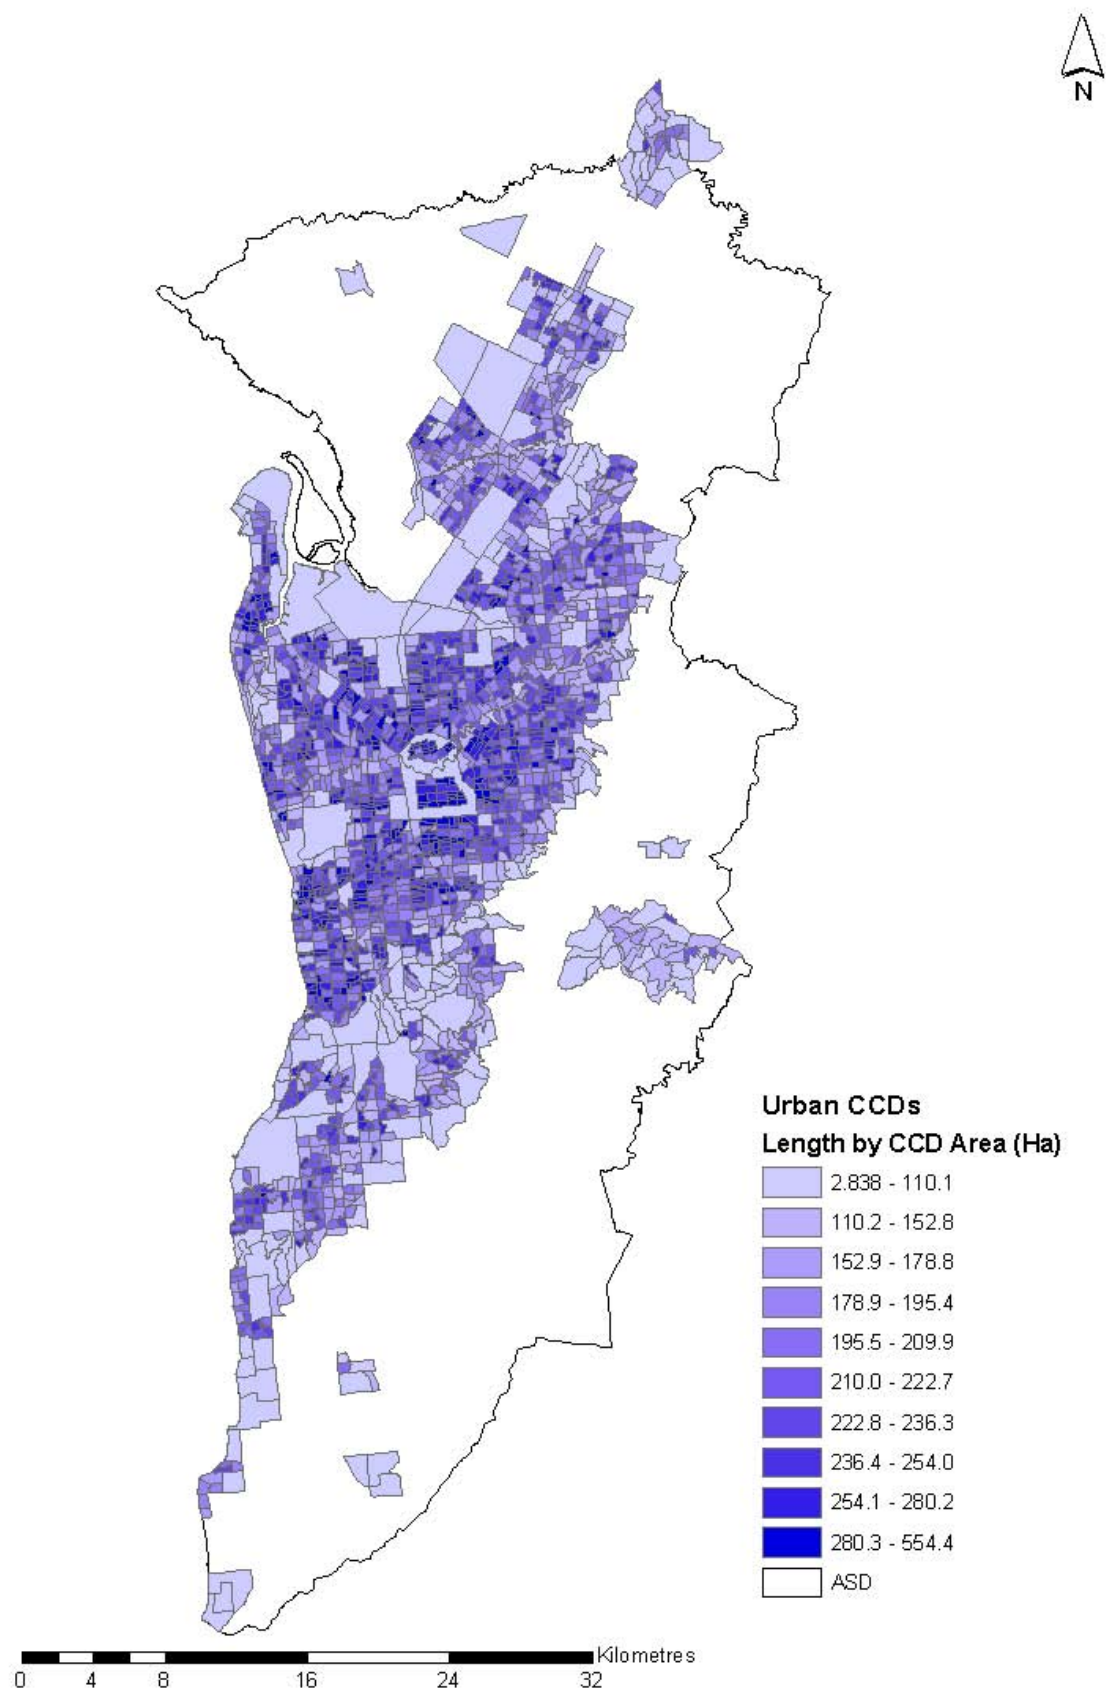 N
Urban CCDs
Length by CCD Area (Ha)
2.838 - 110.1
110.2 - 152.8
152.9 - 178.8
178.9 - 195.4
195.5 - 209.9
210.0 - 222.7
222.8 - 236.3
236.4 - 254.0
254.1 - 280.2
280.3 - 554.4
ASD
Kilometres
0 4 8 16 24 32